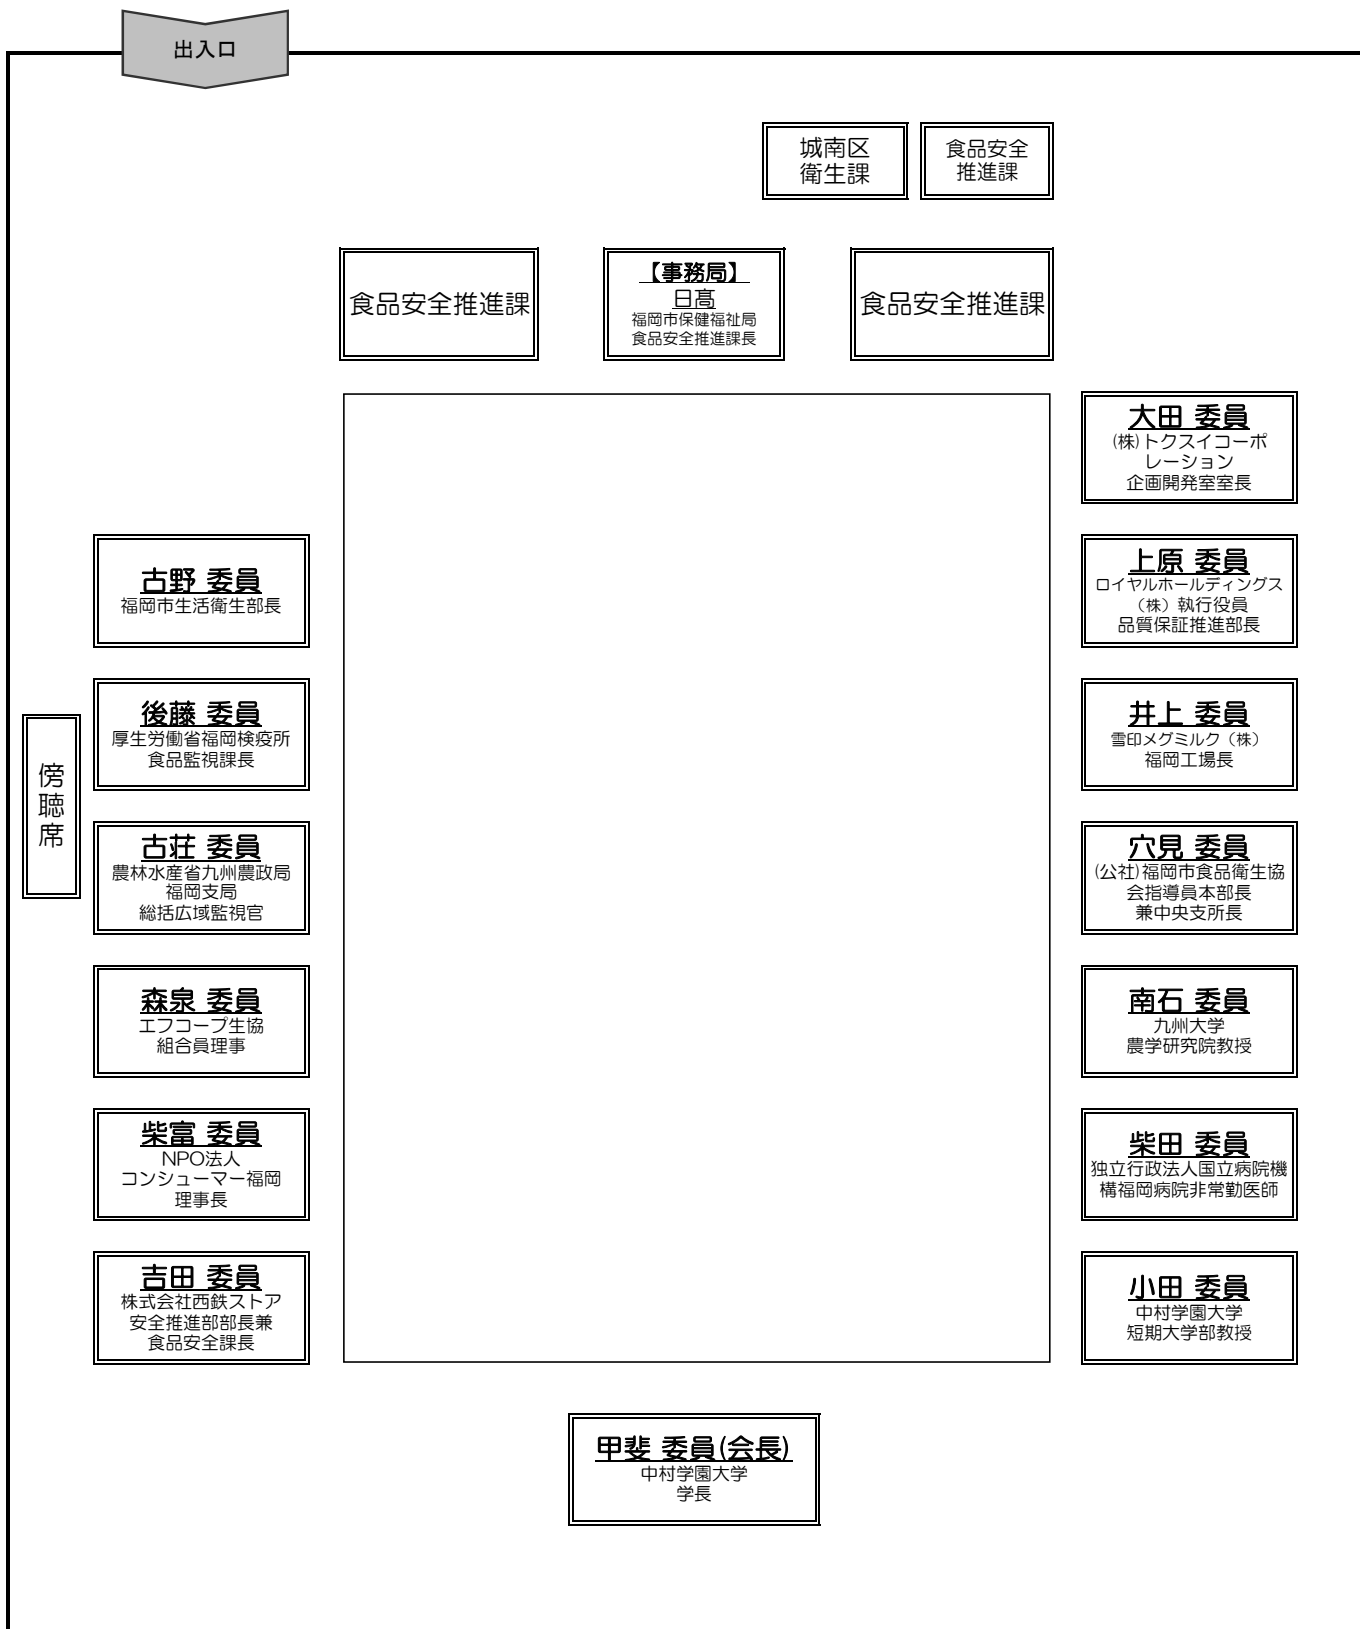 出入口
城南区
衛生課
食品安全
推進課
食品安全推進課
【事務局】
日髙
福岡市保健福祉局
食品安全推進課長
食品安全推進課
大田 委員
(株)トクスイコーポ
レーション
企画開発室室長
古野 委員
福岡市生活衛生部長
上原 委員
ロイヤルホールディングス
(株)執行役員
品質保証推進部長
後藤 委員
厚生労働省福岡検疫所
食品監視課長
井上 委員
雪印メグミルク(株)
福岡工場長
傍聴席
古荘 委員
農林水産省九州農政局
福岡支局
総括広域監視官
穴見 委員
(公社)福岡市食品衛生協
会指導員本部長
兼中央支所長
森泉 委員
エフコープ生協
組合員理事
南石 委員
九州大学
農学研究院教授
柴富 委員
NPO法人
コンシューマー福岡
理事長
柴田 委員
独立行政法人国立病院機
構福岡病院非常勤医師
吉田 委員
株式会社西鉄ストア
安全推進部部長兼
食品安全課長
小田 委員
中村学園大学
短期大学部教授
甲斐 委員(会長)
中村学園大学
学長